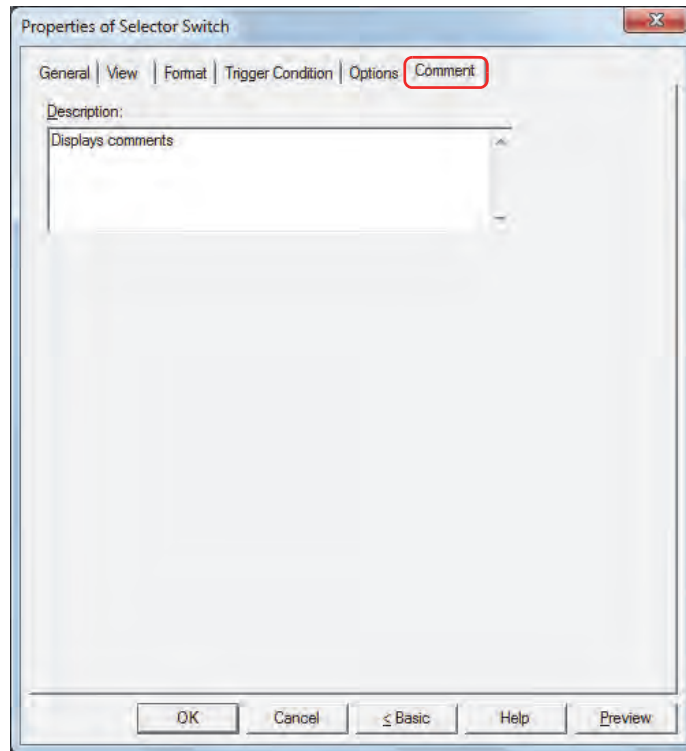 Properties of Selector Switch
General View Format Trigger Condition Options Comment
Description:
Displays comments
OK Cancel < Basic Help Preview